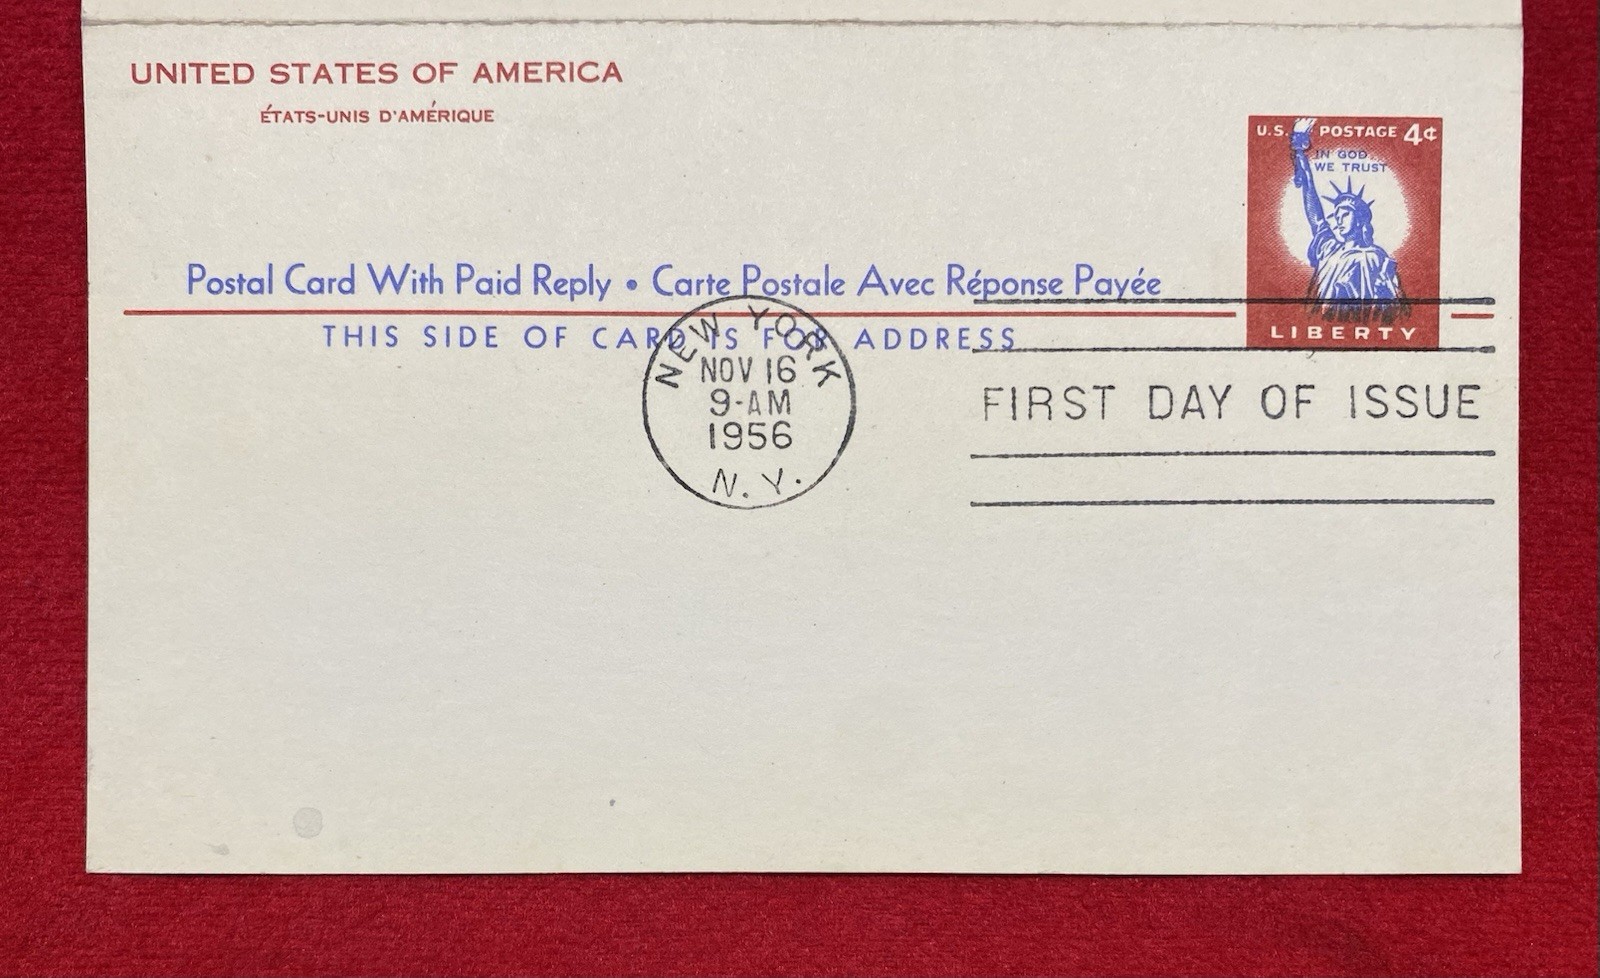 UNITED STATES OF AMERICA
ÉTATS-UNIS D'AMÉRIQUE
U.S. POSTAGE 4¢
IN GOD
WE TRUST
LIBERTY
Postal Card With Paid Reply • Carte Postale Avec Réponse Payée
THIS SIDE OF CARD IS FOR ADDRESS
NEW YORK
NOV 16
9-AM
1956
N. Y.
FIRST DAY OF ISSUE